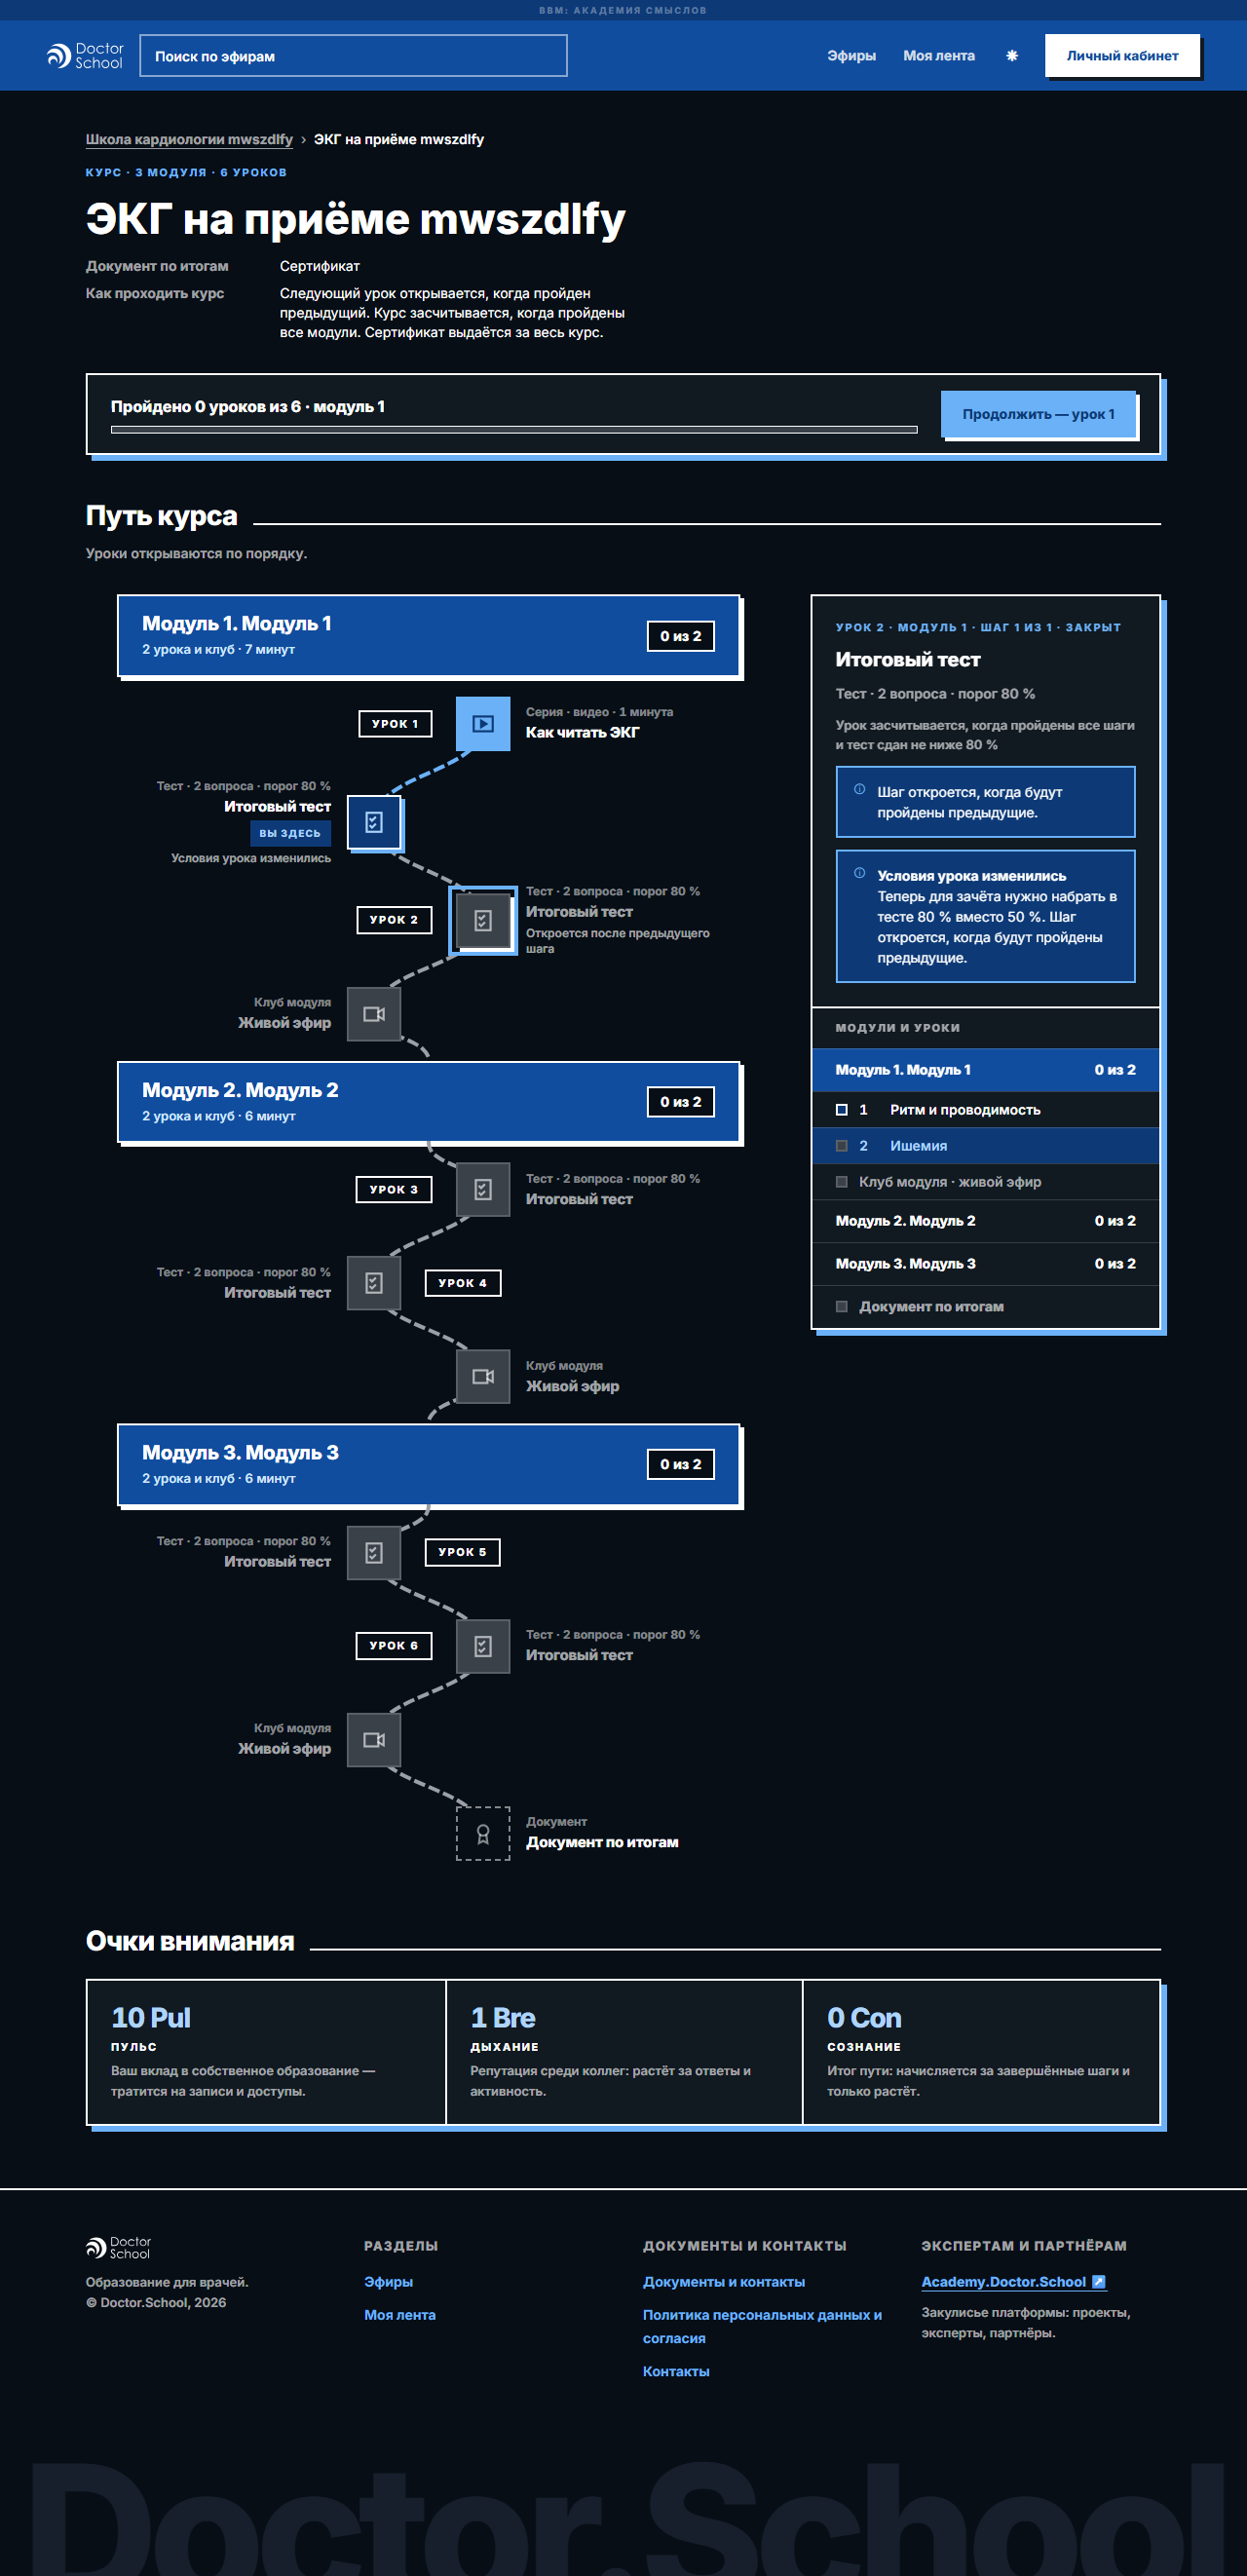 ВВМ: АКАДЕМИЯ СМЫСЛОВ
Doctor
School
Поиск по эфирам
Эфиры
Моя лента
Личный кабинет
Школа кардиологии mwszdlfy › ЭКГ на приёме mwszdlfy
КУРС · 3 МОДУЛЯ · 6 УРОКОВ
ЭКГ на приёме mwszdlfy
Документ по итогам
Сертификат
Как проходить курс
Следующий урок открывается, когда пройден
предыдущий. Курс засчитывается, когда пройдены
все модули. Сертификат выдаётся за весь курс.
Пройдено 0 уроков из 6 · модуль 1
Продолжить — урок 1
Путь курса
Уроки открываются по порядку.
Модуль 1. Модуль 1
2 урока и клуб · 7 минут
0 из 2
УРОК 1
Серия · видео · 1 минута
Как читать ЭКГ
Тест · 2 вопроса · порог 80 %
Итоговый тест
ВЫ ЗДЕСЬ
Условия урока изменились
УРОК 2
Тест · 2 вопроса · порог 80 %
Итоговый тест
Откроется после предыдущего
шага
Клуб модуля
Живой эфир
Модуль 2. Модуль 2
2 урока и клуб · 6 минут
0 из 2
УРОК 3
Тест · 2 вопроса · порог 80 %
Итоговый тест
Тест · 2 вопроса · порог 80 %
Итоговый тест
УРОК 4
Клуб модуля
Живой эфир
Модуль 3. Модуль 3
2 урока и клуб · 6 минут
0 из 2
Тест · 2 вопроса · порог 80 %
Итоговый тест
УРОК 5
УРОК 6
Тест · 2 вопроса · порог 80 %
Итоговый тест
Клуб модуля
Живой эфир
Документ
Документ по итогам
УРОК 2 · МОДУЛЬ 1 · ШАГ 1 ИЗ 1 · ЗАКРЫТ
Итоговый тест
Тест · 2 вопроса · порог 80 %
Урок засчитывается, когда пройдены все шаги
и тест сдан не ниже 80 %
Шаг откроется, когда будут
пройдены предыдущие.
Условия урока изменились
Теперь для зачёта нужно набрать в
тесте 80 % вместо 50 %. Шаг
откроется, когда будут пройдены
предыдущие.
МОДУЛИ И УРОКИ
Модуль 1. Модуль 1 0 из 2
1 Ритм и проводимость
2 Ишемия
Клуб модуля · живой эфир
Модуль 2. Модуль 2 0 из 2
Модуль 3. Модуль 3 0 из 2
Документ по итогам
Очки внимания
10 Pul
ПУЛЬС
Ваш вклад в собственное образование —
тратится на записи и доступы.
1 Bre
ДЫХАНИЕ
Репутация среди коллег: растёт за ответы и
активность.
0 Con
СОЗНАНИЕ
Итог пути: начисляется за завершённые шаги и
только растёт.
Doctor
School
Образование для врачей.
© Doctor.School, 2026
РАЗДЕЛЫ
Эфиры
Моя лента
ДОКУМЕНТЫ И КОНТАКТЫ
Документы и контакты
Политика персональных данных и
согласия
Контакты
ЭКСПЕРТАМ И ПАРТНЁРАМ
Academy.Doctor.School
Закулисье платформы: проекты,
эксперты, партнёры.
Doctor.School